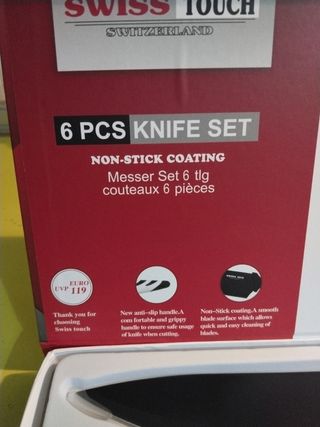 SWISS TOUCH
SWITZERLAND
6 PCS KNIFE SET
NON-STICK COATING
Messer Set 6 tlg
couteaux 6 pièces
UVP EURO 119
Thank you for
choosing
Swiss touch
New anti-slip handle.A
com fortable and grippy
handle to ensure safe usage
of knife when cutting.
Non-Stick coating.A smooth
blade surface which allows
quick and easy cleaning of
blades.